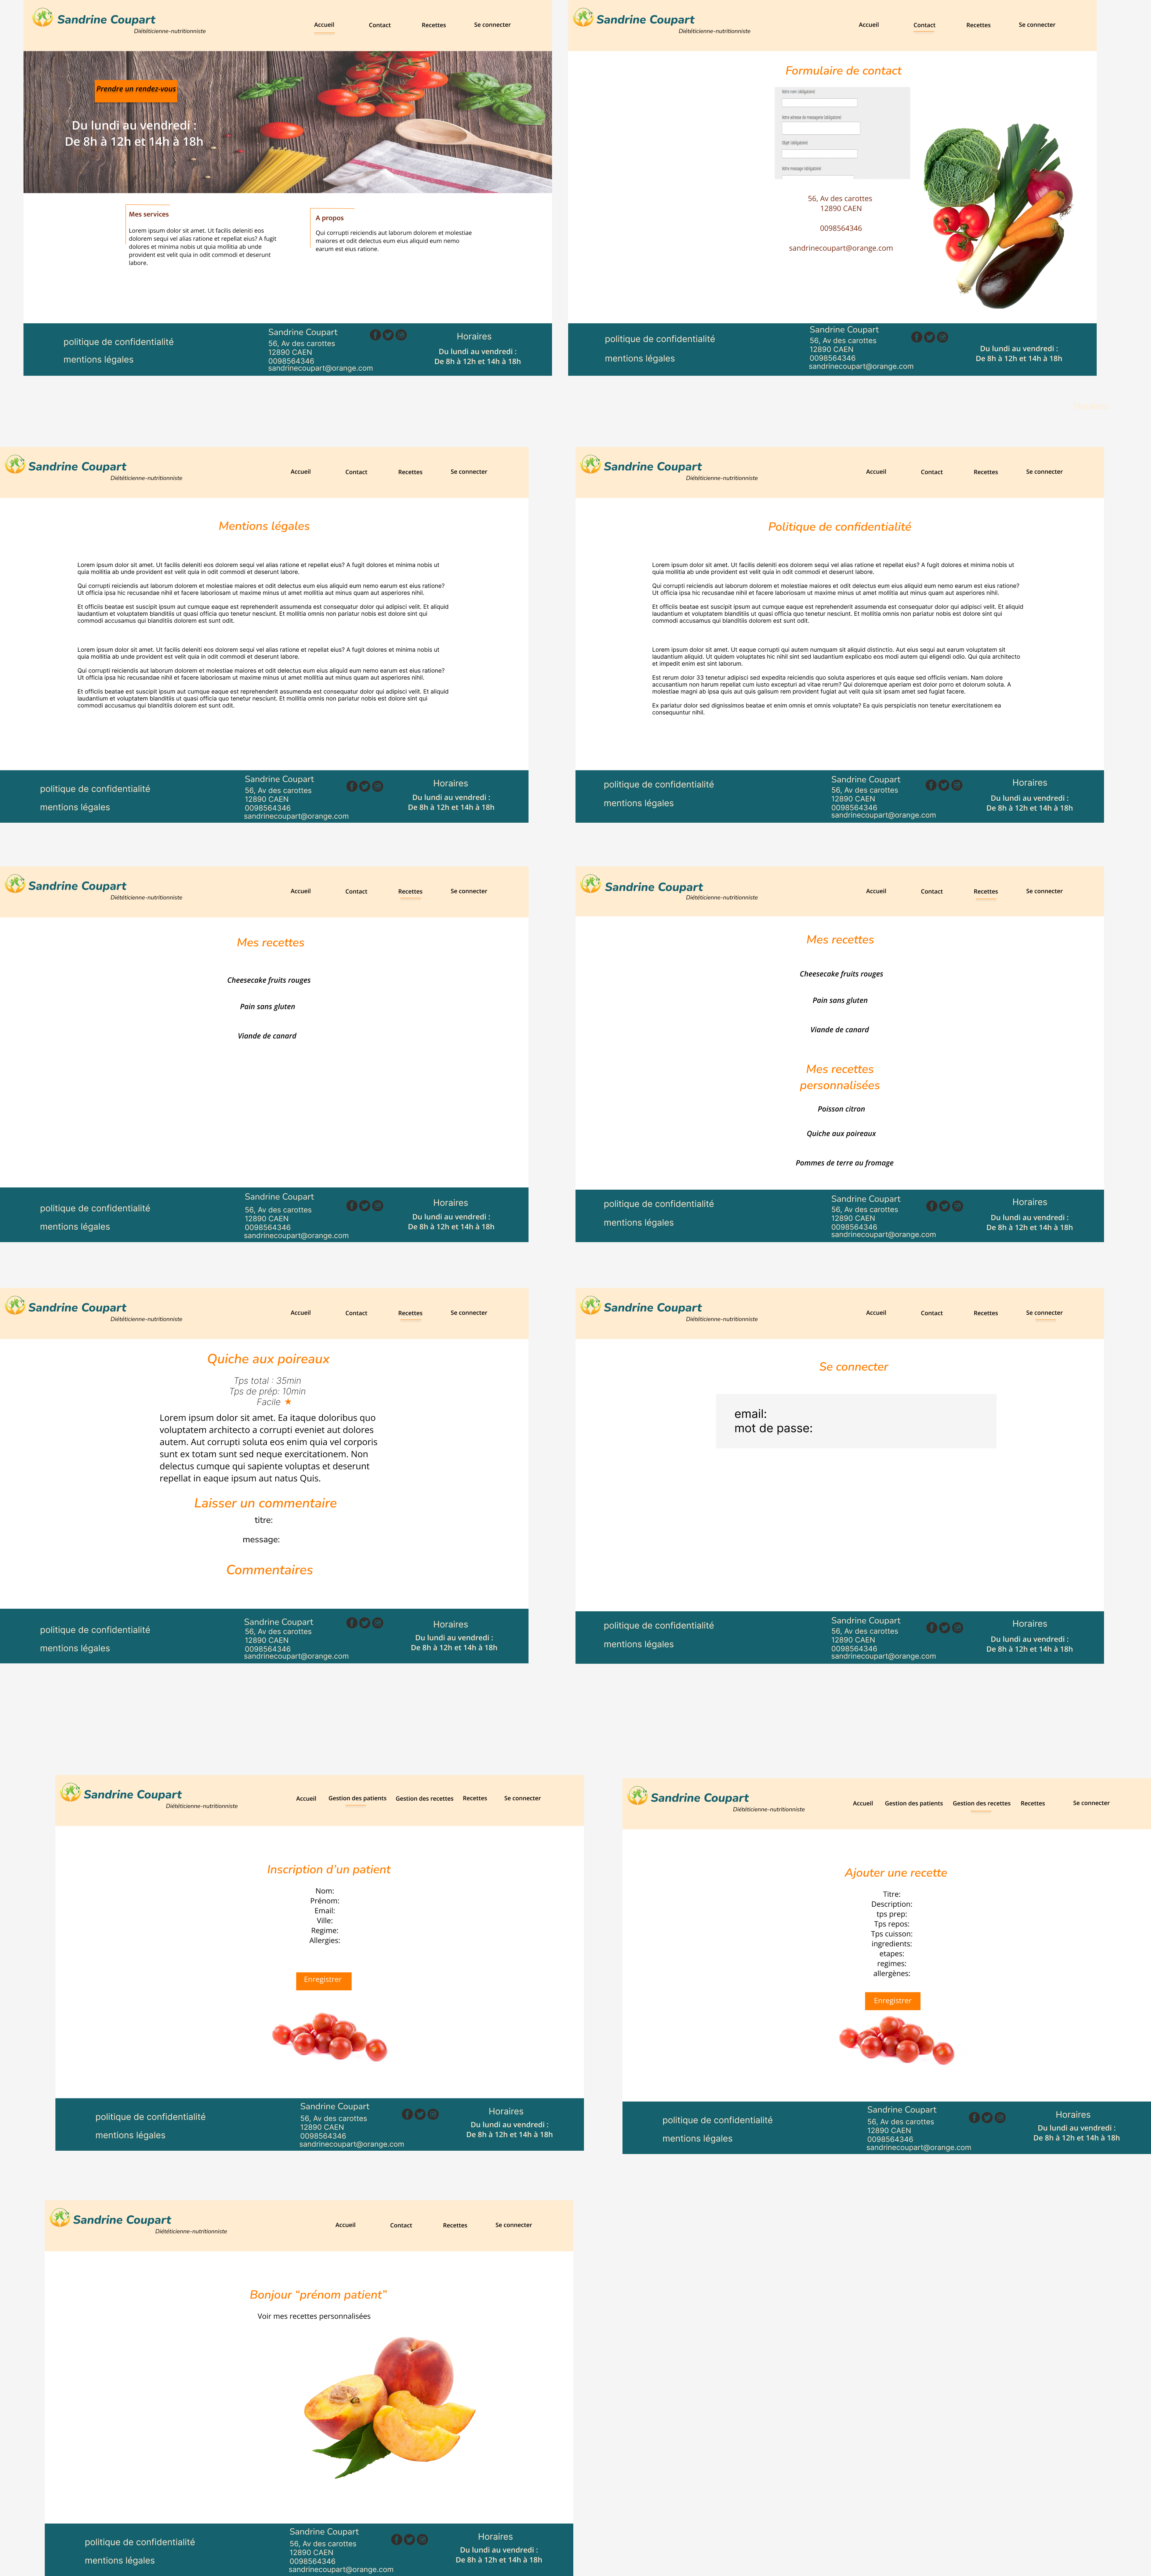 Sandrine Coupart
Diététicienne-nutritionniste
Accueil
Contact
Recettes
Se connecter
Prendre un rendez-vous
Du lundi au vendredi :
De 8h à 12h et 14h à 18h
Mes services
Lorem ipsum dolor sit amet. Ut facilis deleniti eos
dolorem sequi vel alias ratione et repellat eius? A fugit
dolores et minima nobis ut quia mollitia ab unde
provident est velit quia in odit commodi et deserunt
labore.
A propos
Qui corrupti reiciendis aut laborum dolorem et molestiae
maiores et odit delectus eum eius aliquid eum nemo
earum est eius ratione.
politique de confidentialité
mentions légales
Sandrine Coupart
56, Av des carottes
12890 CAEN
0098564346
sandrinecoupart@orange.com
Horaires
Du lundi au vendredi :
De 8h à 12h et 14h à 18h
Sandrine Coupart
Diététicienne-nutritionniste
Accueil
Contact
Recettes
Se connecter
Formulaire de contact
Votre nom (obligatoire)
Votre adresse de messagerie (obligatoire)
Objet (obligatoire)
Votre message (obligatoire)
56, Av des carottes
12890 CAEN
0098564346
sandrinecoupart@orange.com
politique de confidentialité
mentions légales
Sandrine Coupart
56, Av des carottes
12890 CAEN
0098564346
sandrinecoupart@orange.com
Du lundi au vendredi :
De 8h à 12h et 14h à 18h
Sandrine Coupart
Diététicienne-nutritionniste
Accueil
Contact
Recettes
Se connecter
Mentions légales
Lorem ipsum dolor sit amet. Ut facilis deleniti eos dolorem sequi vel alias ratione et repellat eius? A fugit dolores et minima nobis ut
quia mollitia ab unde provident est velit quia in odit commodi et deserunt labore.
Qui corrupti reiciendis aut laborum dolorem et molestiae maiores et odit delectus eum eius aliquid eum nemo earum est eius ratione?
Ut officia ipsa hic recusandae nihil et facere laboriosam ut maxime minus ut amet mollitia aut minus quam aut asperiores nihil.
Et officiis beatae est suscipit ipsum aut cumque eaque est reprehenderit assumenda est consequatur dolor qui adipisci velit. Et aliquid
laudantium et voluptatem blanditiis ut quasi officia quo tenetur nesciunt. Et mollitia omnis non pariatur nobis est dolore sint qui
commodi accusamus qui blanditiis dolorem est sunt odit.
Lorem ipsum dolor sit amet. Ut facilis deleniti eos dolorem sequi vel alias ratione et repellat eius? A fugit dolores et minima nobis ut
quia mollitia ab unde provident est velit quia in odit commodi et deserunt labore.
Qui corrupti reiciendis aut laborum dolorem et molestiae maiores et odit delectus eum eius aliquid eum nemo earum est eius ratione?
Ut officia ipsa hic recusandae nihil et facere laboriosam ut maxime minus ut amet mollitia aut minus quam aut asperiores nihil.
Et officiis beatae est suscipit ipsum aut cumque eaque est reprehenderit assumenda est consequatur dolor qui adipisci velit. Et aliquid
laudantium et voluptatem blanditiis ut quasi officia quo tenetur nesciunt. Et mollitia omnis non pariatur nobis est dolore sint qui
commodi accusamus qui blanditiis dolorem est sunt odit.
politique de confidentialité
mentions légales
Sandrine Coupart
56, Av des carottes
12890 CAEN
0098564346
sandrinecoupart@orange.com
Horaires
Du lundi au vendredi :
De 8h à 12h et 14h à 18h
Sandrine Coupart
Diététicienne-nutritionniste
Accueil
Contact
Recettes
Se connecter
Politique de confidentialité
Lorem ipsum dolor sit amet. Ut facilis deleniti eos dolorem sequi vel alias ratione et repellat eius? A fugit dolores et minima nobis ut
quia mollitia ab unde provident est velit quia in odit commodi et deserunt labore.
Qui corrupti reiciendis aut laborum dolorem et molestiae maiores et odit delectus eum eius aliquid eum nemo earum est eius ratione?
Ut officia ipsa hic recusandae nihil et facere laboriosam ut maxime minus ut amet mollitia aut minus quam aut asperiores nihil.
Et officiis beatae est suscipit ipsum aut cumque eaque est reprehenderit assumenda est consequatur dolor qui adipisci velit. Et aliquid
laudantium et voluptatem blanditiis ut quasi officia quo tenetur nesciunt. Et mollitia omnis non pariatur nobis est dolore sint qui
commodi accusamus qui blanditiis dolorem est sunt odit.
Lorem ipsum dolor sit amet. Ut eaque corrupti qui autem numquam sit aliquid distinctio. Aut eius sequi aut earum voluptatem sit
laudantium aliquid. Ut quidem voluptates hic nihil sint sed laudantium explicabo eos modi autem qui eligendi odio. Qui quia architecto
et impedit enim est sint laborum.
Est rerum dolor 33 tenetur adipisci sed expedita reiciendis quo soluta asperiores et quis eaque sed officiis veniam. Nam dolore
accusantium non harum repellat cum iusto excepturi ad vitae rerum? Qui doloremque aperiam est dolor porro et dolorum soluta. A
molestiae magni ab ipsa quis aut quis galisum rem provident fugiat aut velit quia sit ipsam amet sed fugiat facere.
Ex pariatur dolor sed dignissimos beatae et enim omnis et omnis voluptate? Ea quis perspiciatis non tenetur exercitationem ea
consequuntur nihil.
politique de confidentialité
mentions légales
Sandrine Coupart
56, Av des carottes
12890 CAEN
0098564346
sandrinecoupart@orange.com
Horaires
Du lundi au vendredi :
De 8h à 12h et 14h à 18h
Sandrine Coupart
Diététicienne-nutritionniste
Accueil
Contact
Recettes
Se connecter
Mes recettes
Cheesecake fruits rouges
Pain sans gluten
Viande de canard
politique de confidentialité
mentions légales
Sandrine Coupart
56, Av des carottes
12890 CAEN
0098564346
sandrinecoupart@orange.com
Horaires
Du lundi au vendredi :
De 8h à 12h et 14h à 18h
Sandrine Coupart
Diététicienne-nutritionniste
Accueil
Contact
Recettes
Se connecter
Mes recettes
Cheesecake fruits rouges
Pain sans gluten
Viande de canard
Mes recettes
personnalisées
Poisson citron
Quiche aux poireaux
Pommes de terre au fromage
politique de confidentialité
mentions légales
Sandrine Coupart
56, Av des carottes
12890 CAEN
0098564346
sandrinecoupart@orange.com
Horaires
Du lundi au vendredi :
De 8h à 12h et 14h à 18h
Sandrine Coupart
Diététicienne-nutritionniste
Accueil
Contact
Recettes
Se connecter
Quiche aux poireaux
Tps total : 35min
Tps de prép: 10min
Facile ★
Lorem ipsum dolor sit amet. Ea itaque doloribus quo
voluptatem architecto a corrupti eveniet aut dolores
autem. Aut corrupti soluta eos enim quia vel corporis
sunt ex totam sunt sed neque exercitationem. Non
delectus cumque qui sapiente voluptas et deserunt
repellat in eaque ipsum aut natus Quis.
Laisser un commentaire
titre:
message:
Commentaires
politique de confidentialité
mentions légales
Sandrine Coupart
56, Av des carottes
12890 CAEN
0098564346
sandrinecoupart@orange.com
Horaires
Du lundi au vendredi :
De 8h à 12h et 14h à 18h
Sandrine Coupart
Diététicienne-nutritionniste
Accueil
Contact
Recettes
Se connecter
Se connecter
email:
mot de passe:
politique de confidentialité
mentions légales
Sandrine Coupart
56, Av des carottes
12890 CAEN
0098564346
sandrinecoupart@orange.com
Horaires
Du lundi au vendredi :
De 8h à 12h et 14h à 18h
Sandrine Coupart
Diététicienne-nutritionniste
Accueil
Gestion des patients
Gestion des recettes
Recettes
Se connecter
Inscription d'un patient
Nom:
Prénom:
Email:
Ville:
Regime:
Allergies:
Enregistrer
politique de confidentialité
mentions légales
Sandrine Coupart
56, Av des carottes
12890 CAEN
0098564346
sandrinecoupart@orange.com
Horaires
Du lundi au vendredi :
De 8h à 12h et 14h à 18h
Sandrine Coupart
Diététicienne-nutritionniste
Accueil
Gestion des patients
Gestion des recettes
Recettes
Se connecter
Ajouter une recette
Titre:
Description:
tps prep:
Tps repos:
Tps cuisson:
ingredients:
etapes:
regimes:
allergènes:
Enregistrer
politique de confidentialité
mentions légales
Sandrine Coupart
56, Av des carottes
12890 CAEN
0098564346
sandrinecoupart@orange.com
Horaires
Du lundi au vendredi :
De 8h à 12h et 14h à 18h
Sandrine Coupart
Diététicienne-nutritionniste
Accueil
Contact
Recettes
Se connecter
Bonjour “prénom patient”
Voir mes recettes personnalisées
politique de confidentialité
mentions légales
Sandrine Coupart
56, Av des carottes
12890 CAEN
0098564346
sandrinecoupart@orange.com
Horaires
Du lundi au vendredi :
De 8h à 12h et 14h à 18h